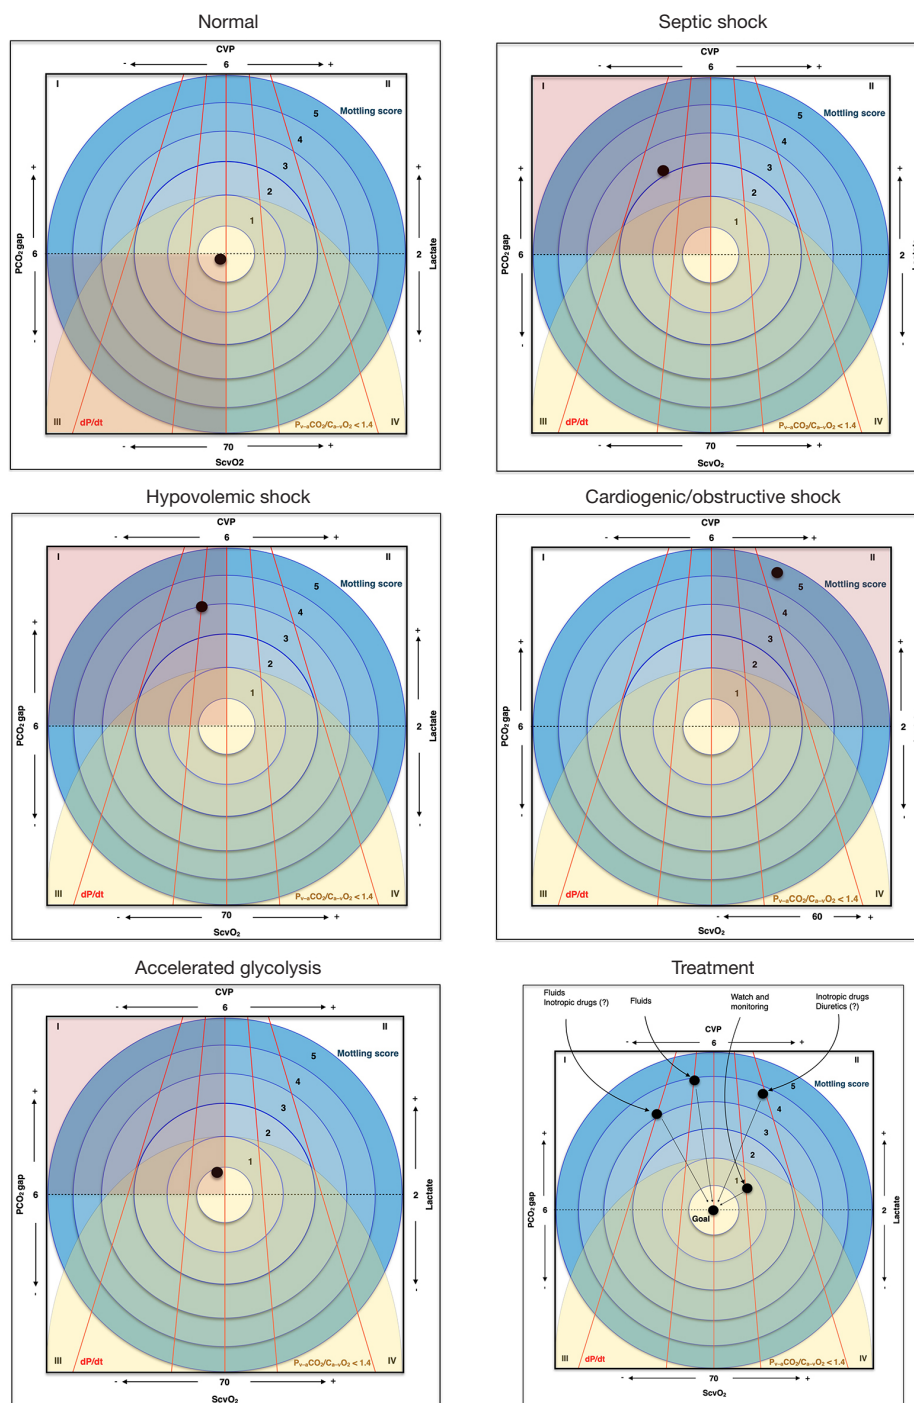 Normal
CVP
- 6 +
I II
5 Mottling score
4
3
2
1
+ +
PCO₂ gap 6 2 Lactate
- -
III dP/dt Pv–aCO₂/Ca–vO₂ < 1.4 IV
- 70 +
ScvO2
Septic shock
CVP
- 6 +
I II
5
Mottling score
4
3
2
1
+ +
PCO₂ gap 6 2
- -
III dP/dt Pv–aCO₂/Ca–vO₂ < 1.4 IV
- 70 +
ScvO₂
Hypovolemic shock
CVP
- 6 +
I II
5 Mottling score
4
3
2
1
+ +
PCO₂ gap 6 2 Lactate
- -
III dP/dt Pv–aCO₂/Ca–vO₂ < 1.4 IV
- 70 +
ScvO₂
Cardiogenic/obstructive shock
CVP
- 6 +
I II
5 Mottling score
4
3
2
1
+ +
PCO₂ gap 6 2
- -
III dP/dt Pv–aCO₂/Ca–vO₂ < 1.4 IV
- 60 +
ScvO₂
Accelerated glycolysis
CVP
- 6 +
I II
5 Mottling score
4
3
2
1
+ +
PCO₂ gap 6 2 Lactate
- -
III dP/dt Pv–aCO₂/Ca–vO₂ < 1.4 IV
- 70 +
ScvO₂
Treatment
Fluids
Inotropic drugs (?)
Fluids
Watch and
monitoring
Inotropic drugs
Diuretics (?)
CVP
- 6 +
I II
5 Mottling score
4
3
2
1
+ +
PCO₂ gap 6 2 Lactate
- -
Goal
III dP/dt Pv–aCO₂/Ca–vO₂ < 1.4 IV
- 70 +
ScvO₂